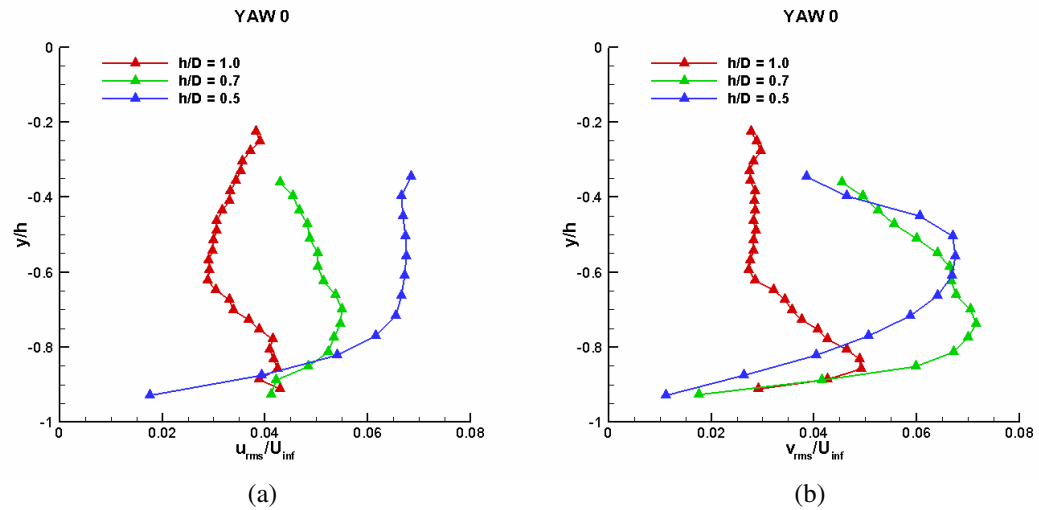 YAW 0
0
-0.2
-0.4
-0.6
-0.8
-1
y/h
h/D = 1.0
h/D = 0.7
h/D = 0.5
0 0.02 0.04 0.06 0.08
u_rms/U_inf
(a)
YAW 0
0
-0.2
-0.4
-0.6
-0.8
-1
y/h
h/D = 1.0
h/D = 0.7
h/D = 0.5
0 0.02 0.04 0.06 0.08
v_rms/U_inf
(b)